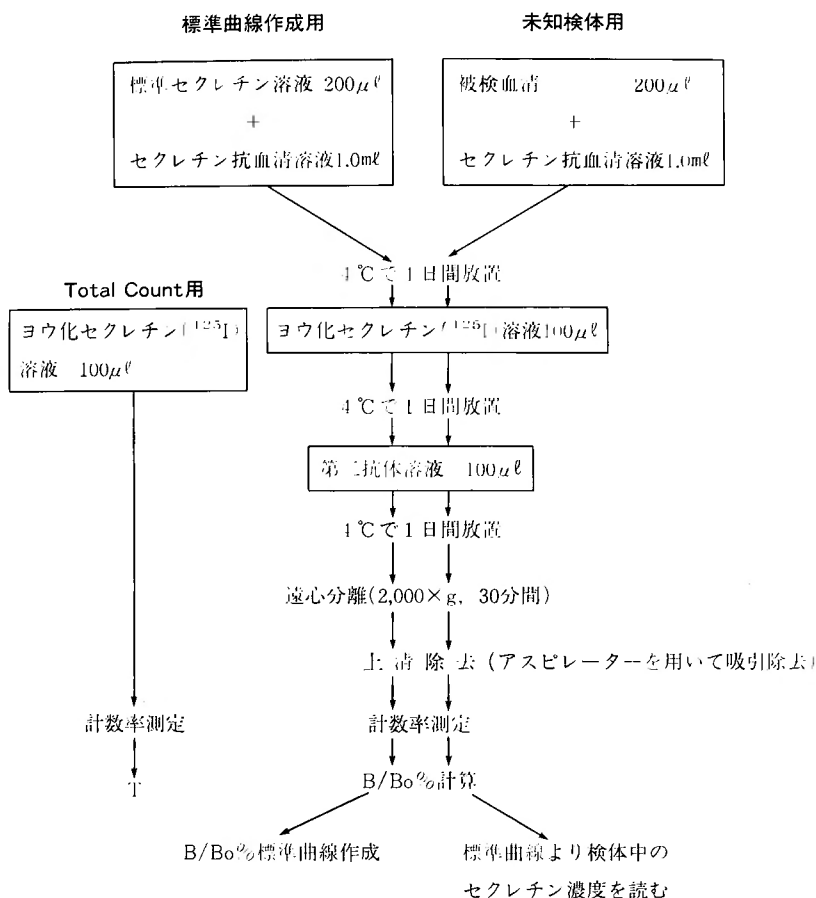 標準曲線作成用
未知検体用
標準セクレチン溶液 200μℓ
+
セクレチン抗血清溶液1.0mℓ
被検血清 200μℓ
+
セクレチン抗血清溶液1.0mℓ
4℃で1日間放置
Total Count用
ヨウ化セクレチン(¹²⁵I)
溶液 100μℓ
ヨウ化セクレチン(¹²⁵I)溶液100μℓ
4℃で1日間放置
第二抗体溶液 100μℓ
4℃で1日間放置
遠心分離(2,000×g, 30分間)
上清除去(アスピレーターを用いて吸引除去)
計数率測定
計数率測定
T
B/Bo%計算
B/Bo%標準曲線作成
標準曲線より検体中の
セクレチン濃度を読む